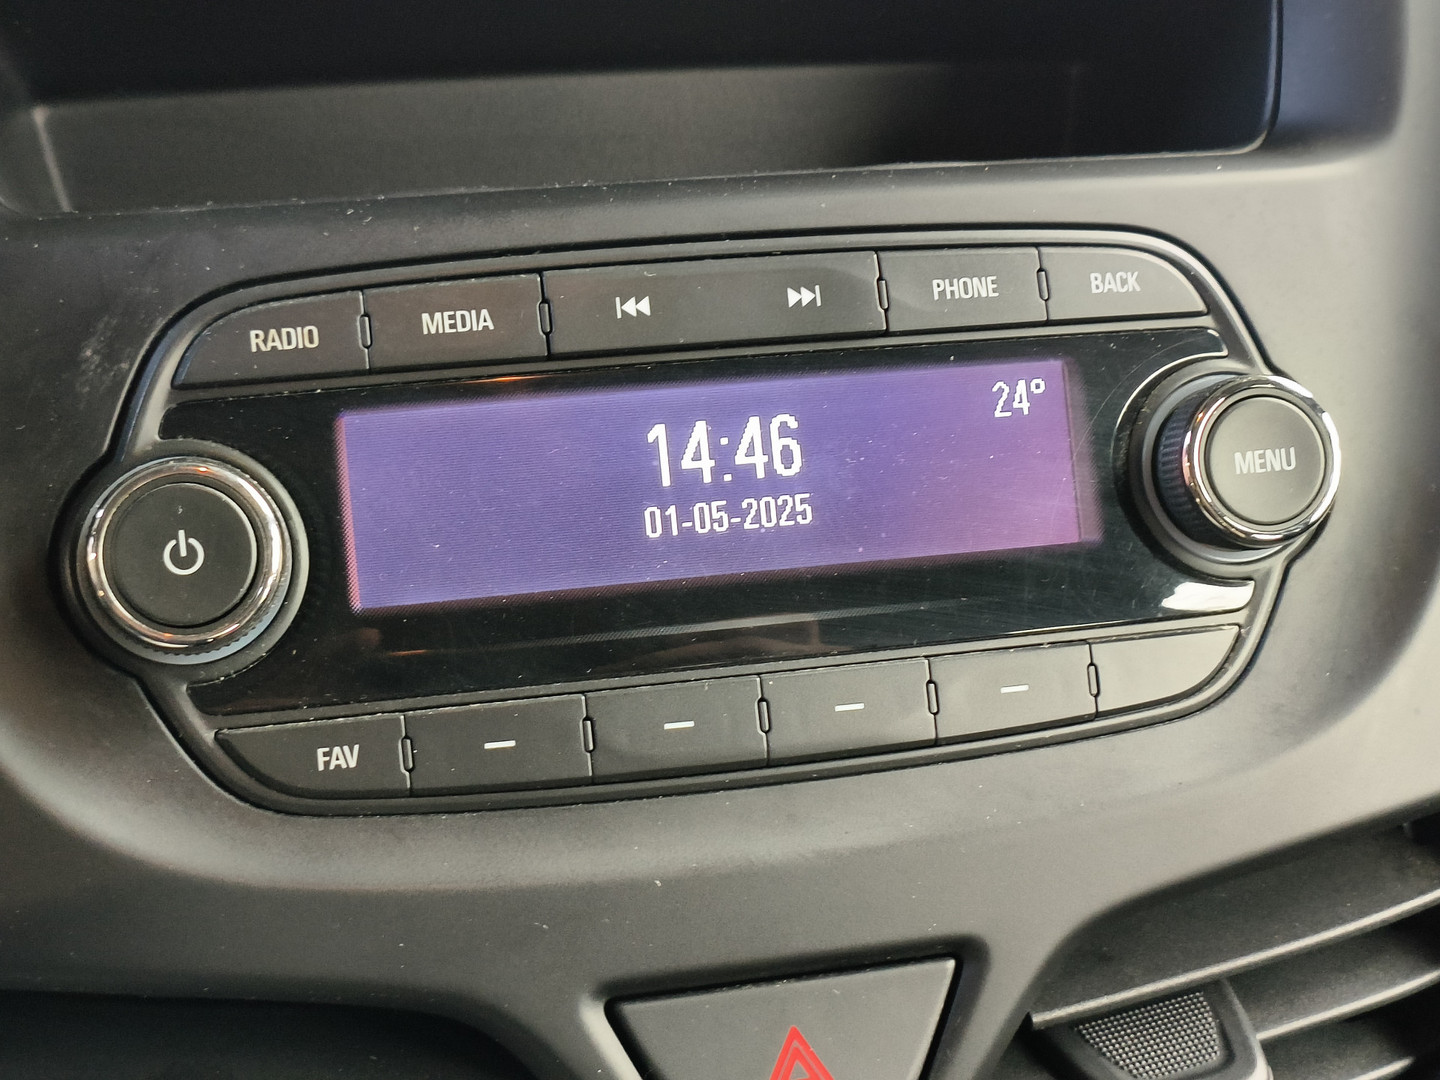 RADIO
MEDIA
PHONE
BACK
24°
14:46
01-05-2025
MENU
FAV